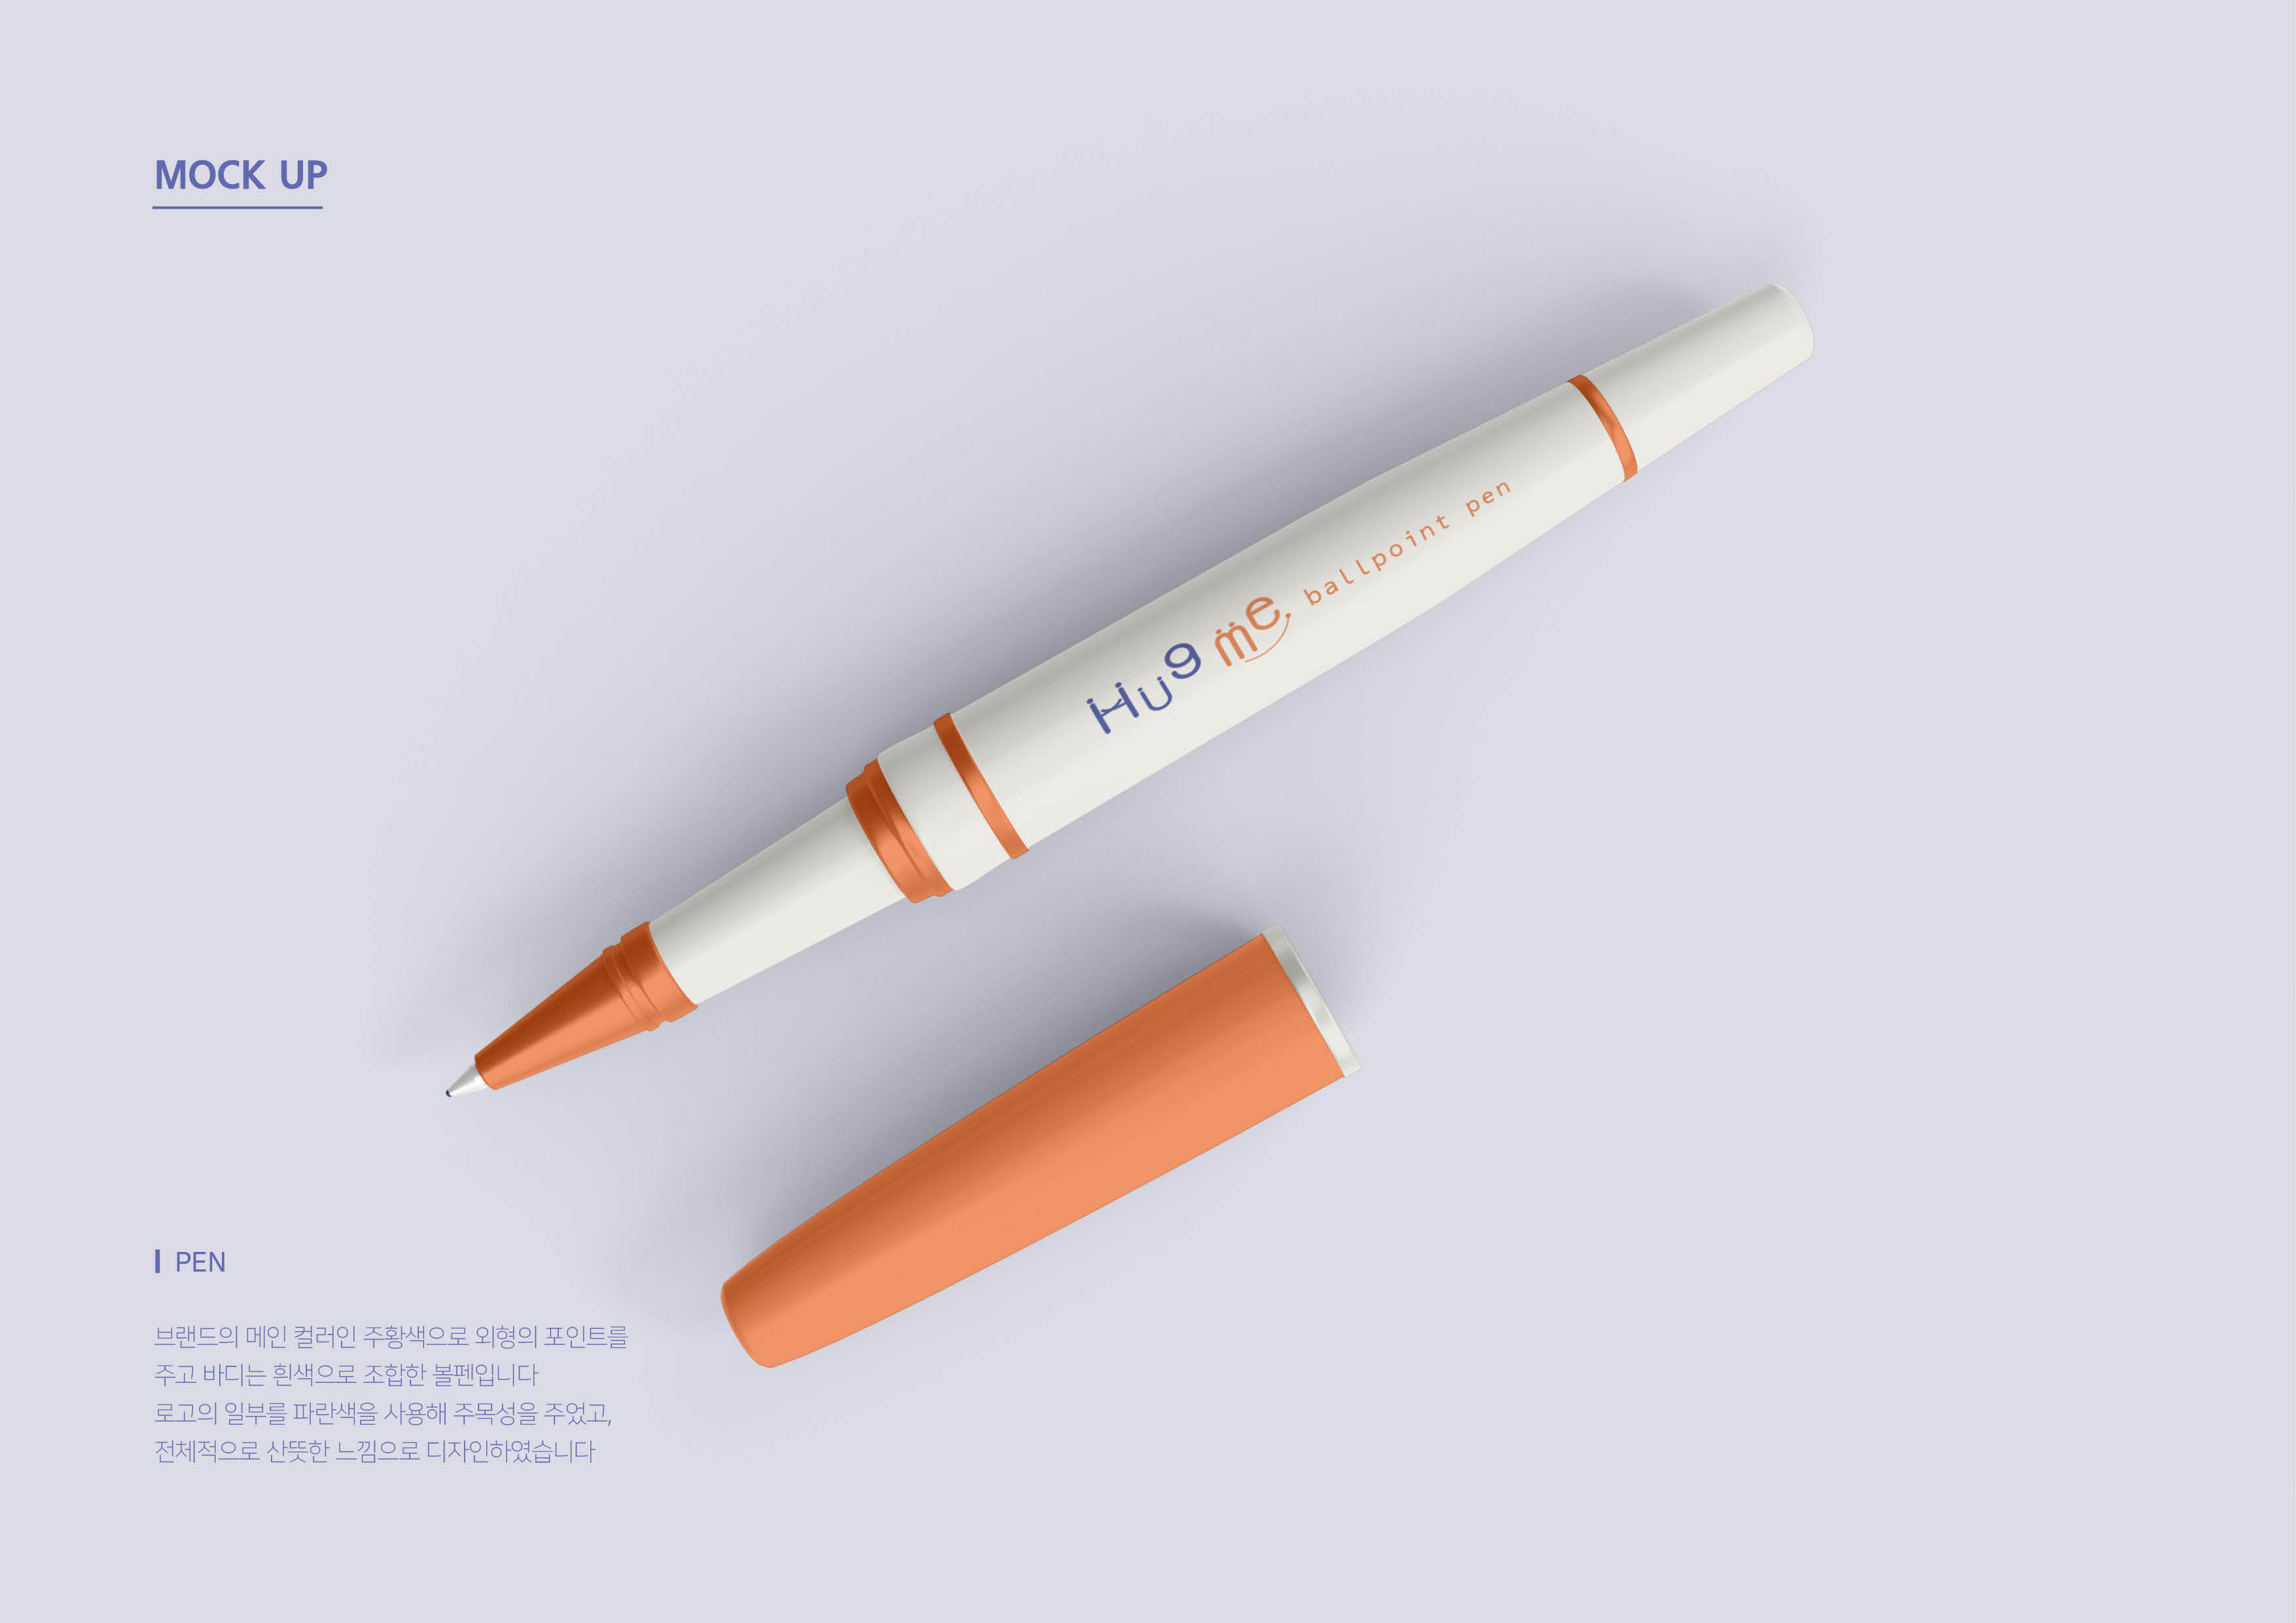 MOCK UP
Hug me. ballpoint pen
PEN
브랜드의 메인 컬러인 주황색으로 외형의 포인트를
주고 바디는 흰색으로 조합한 볼펜입니다
로고의 일부를 파란색을 사용해 주목성을 주었고,
전체적으로 산뜻한 느낌으로 디자인하였습니다